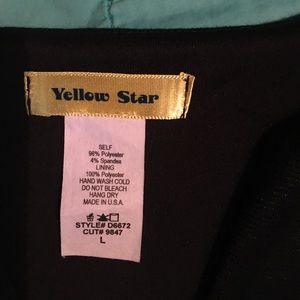 Yellow Star
SELF
96% Polyester
4% Spandex
LINING
100% Polyester
HAND WASH COLD
DO NOT BLEACH
HANG DRY
MADE IN U.S.A.
STYLE# D6672
CUT# 9847
L